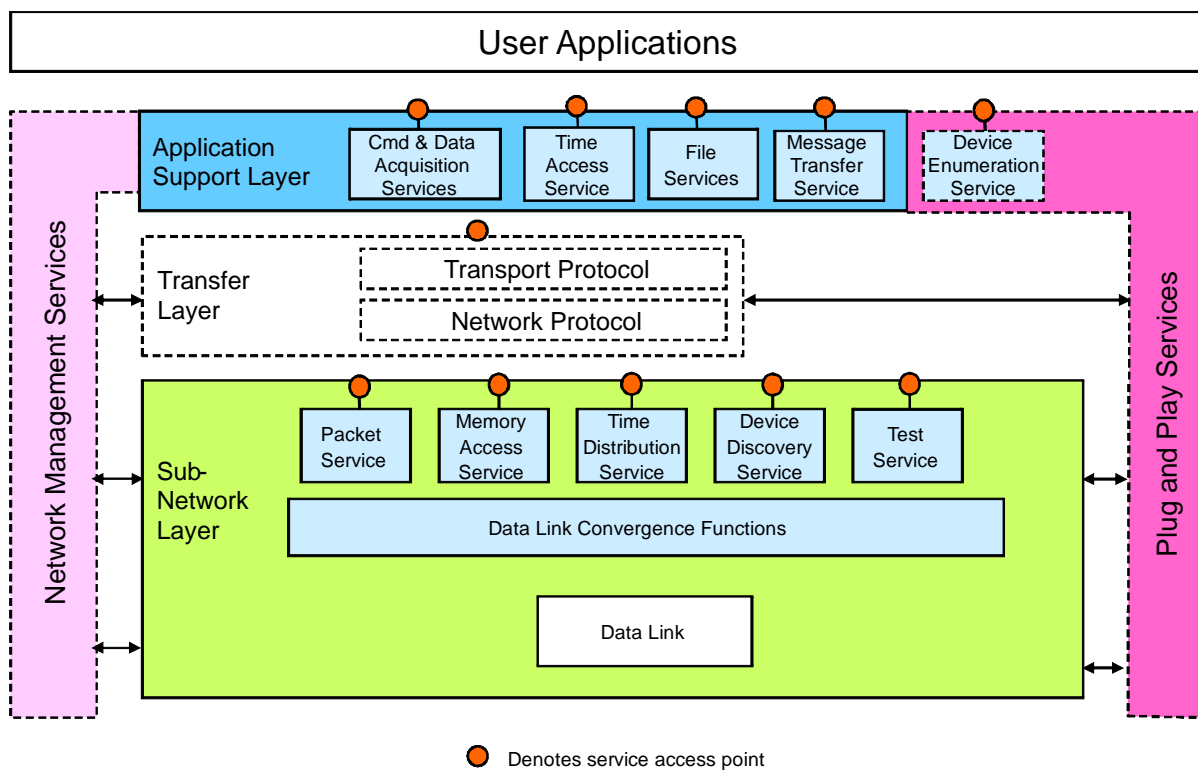 User Applications
Application
Support Layer
Cmd & Data
Acquisition
Services
Time
Access
Service
File
Services
Message
Transfer
Service
Device
Enumeration
Service
Network Management Services
Transfer
Layer
Transport Protocol
Network Protocol
Plug and Play Services
Sub-
Network
Layer
Packet
Service
Memory
Access
Service
Time
Distribution
Service
Device
Discovery
Service
Test
Service
Data Link Convergence Functions
Data Link
Denotes service access point